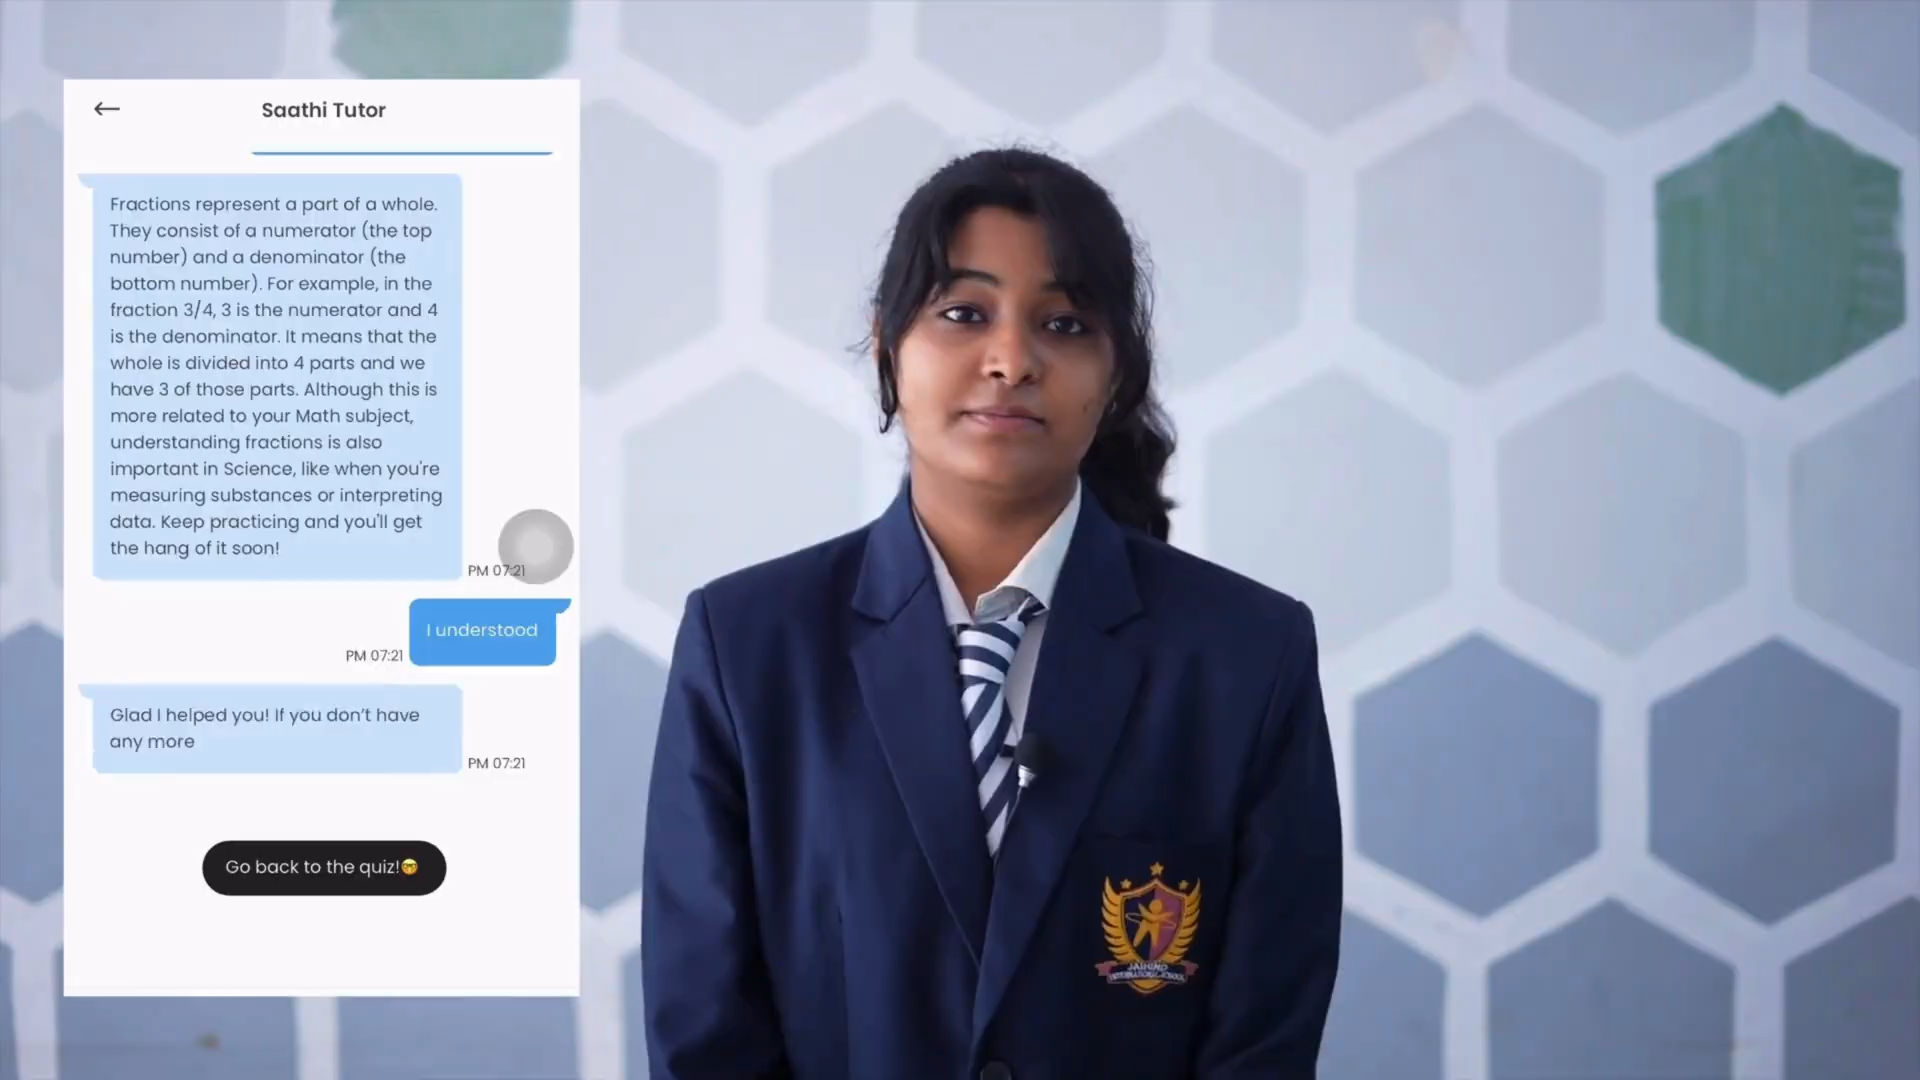 Saathi Tutor
Fractions represent a part of a whole.
They consist of a numerator (the top
number) and a denominator (the
bottom number). For example, in the
fraction 3/4, 3 is the numerator and 4
is the denominator. It means that the
whole is divided into 4 parts and we
have 3 of those parts. Although this is
more related to your Math subject,
understanding fractions is also
important in Science, like when you're
measuring substances or interpreting
data. Keep practicing and you'll get
the hang of it soon!
PM 07:21
I understood
PM 07:21
Glad I helped you! If you don’t have
any more
PM 07:21
Go back to the quiz!🤓
JAIHIND
INTERNATIONAL SCHOOL